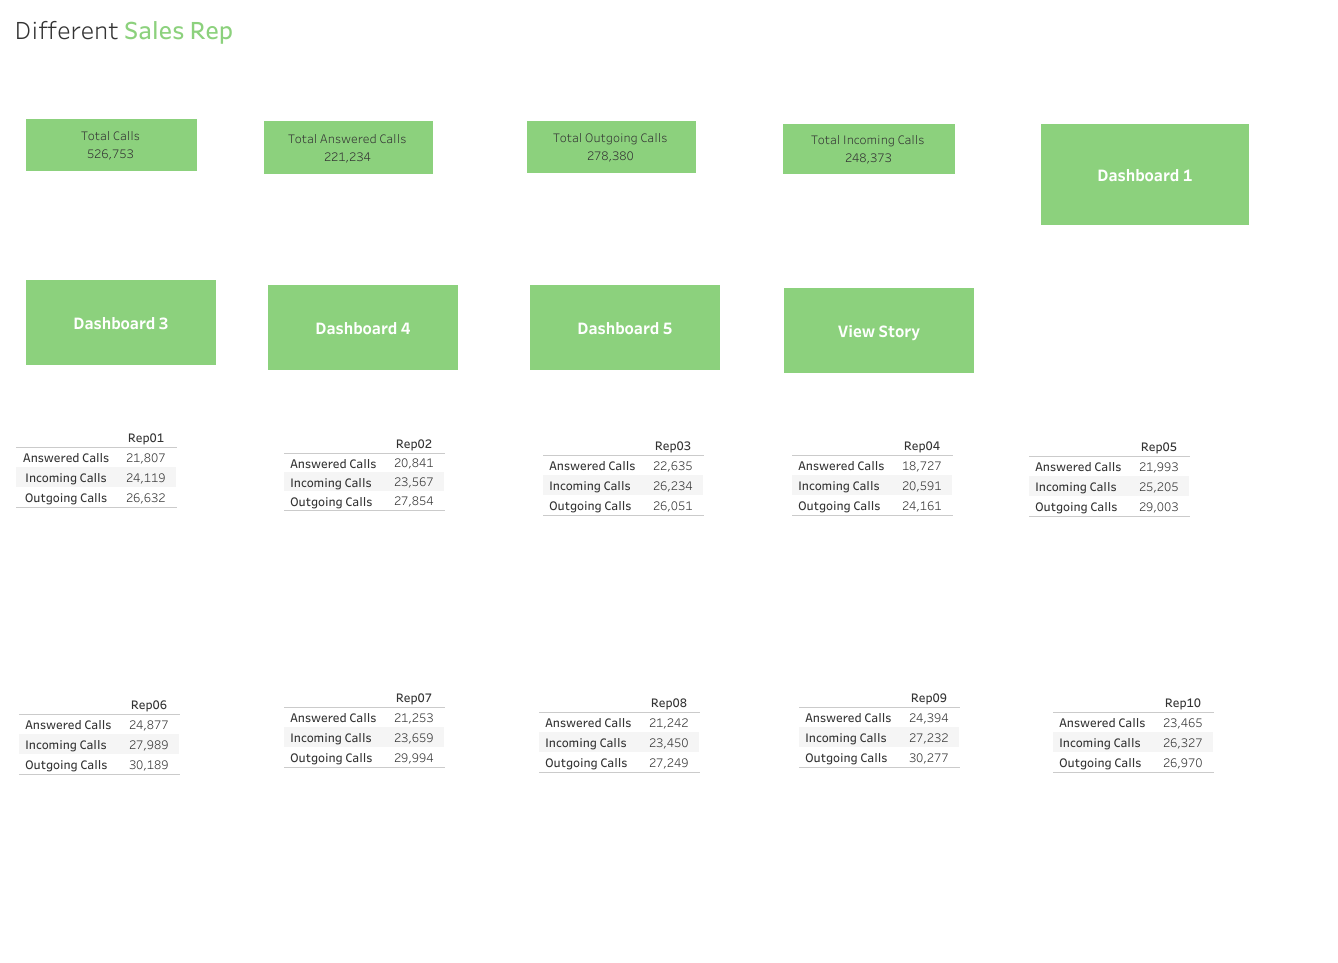 Different Sales Rep
Total Calls
526,753
Total Answered Calls
221,234
Total Outgoing Calls
278,380
Total Incoming Calls
248,373
Dashboard 1
Dashboard 3
Dashboard 4
Dashboard 5
View Story
Rep01
Answered Calls 21,807
Incoming Calls 24,119
Outgoing Calls 26,632
Rep02
Answered Calls 20,841
Incoming Calls 23,567
Outgoing Calls 27,854
Rep03
Answered Calls 22,635
Incoming Calls 26,234
Outgoing Calls 26,051
Rep04
Answered Calls 18,727
Incoming Calls 20,591
Outgoing Calls 24,161
Rep05
Answered Calls 21,993
Incoming Calls 25,205
Outgoing Calls 29,003
Rep06
Answered Calls 24,877
Incoming Calls 27,989
Outgoing Calls 30,189
Rep07
Answered Calls 21,253
Incoming Calls 23,659
Outgoing Calls 29,994
Rep08
Answered Calls 21,242
Incoming Calls 23,450
Outgoing Calls 27,249
Rep09
Answered Calls 24,394
Incoming Calls 27,232
Outgoing Calls 30,277
Rep10
Answered Calls 23,465
Incoming Calls 26,327
Outgoing Calls 26,970